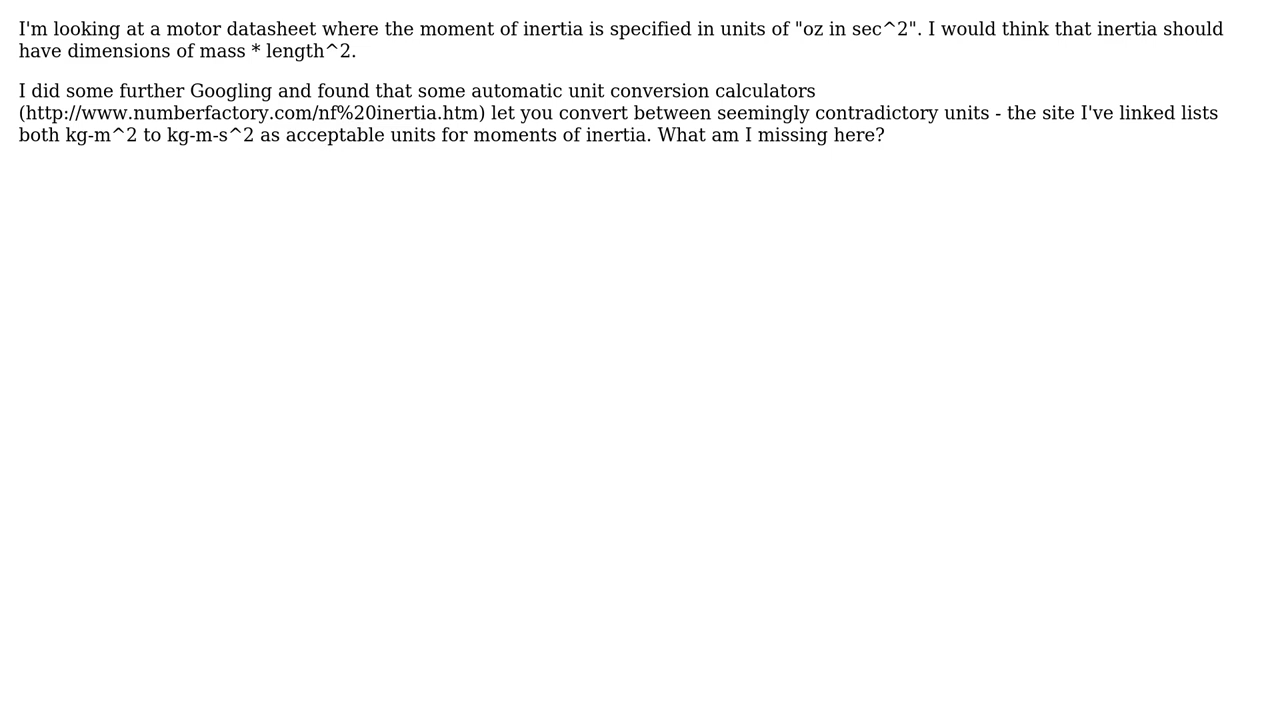 I'm looking at a motor datasheet where the moment of inertia is specified in units of "oz in sec^2". I would think that inertia should
have dimensions of mass * length^2.
I did some further Googling and found that some automatic unit conversion calculators
(http://www.numberfactory.com/nf%20inertia.htm) let you convert between seemingly contradictory units - the site I've linked lists
both kg-m^2 to kg-m-s^2 as acceptable units for moments of inertia. What am I missing here?